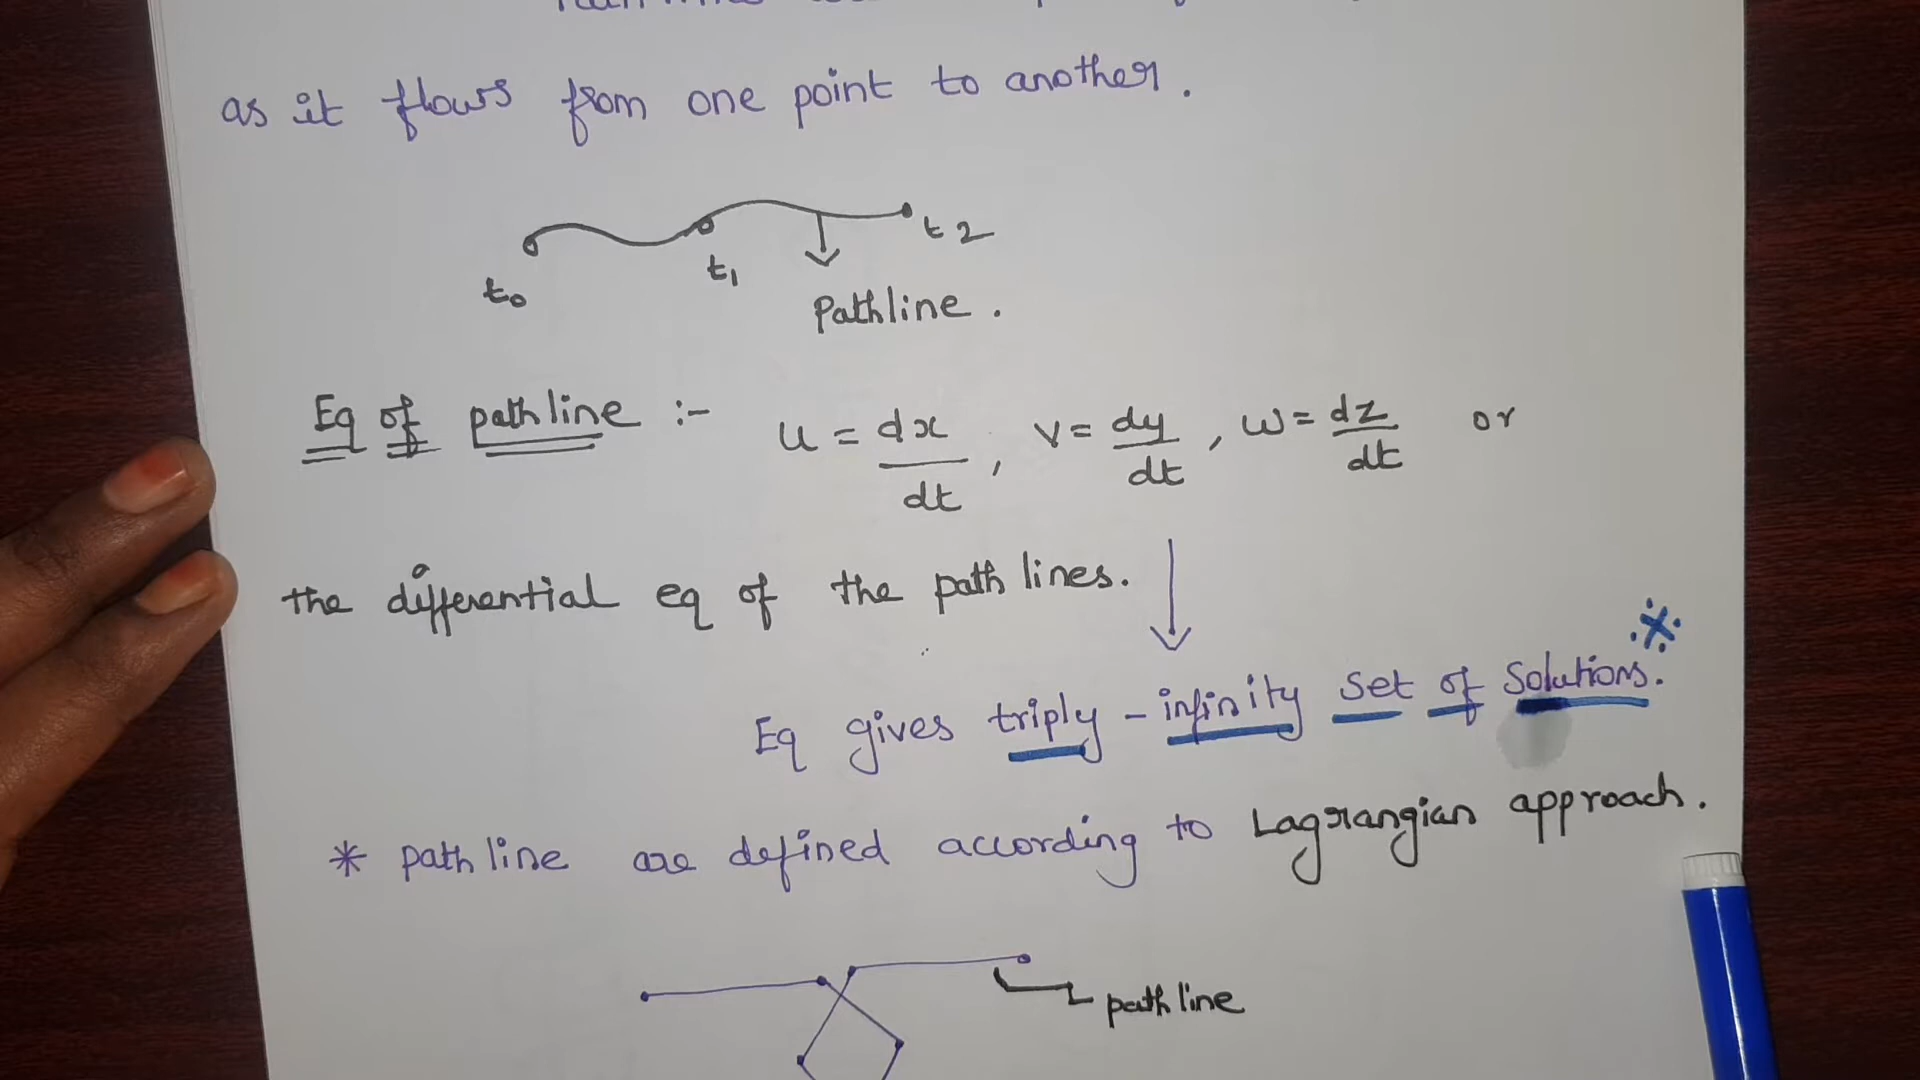 as it flows from one point to another.
t0 t1 t2
Pathline.
Eq of pathline :- u = dx/dt, v = dy/dt, w = dz/dt or
the differential eq of the path lines.
Eq gives triply-infinity set of solutions.
* path line are defined according to Lagrangian approach.
path line